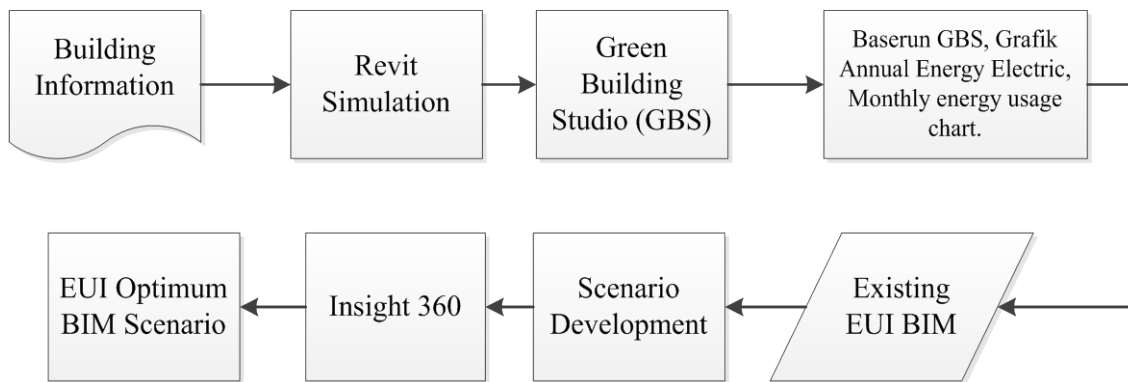 Building
Information
Revit
Simulation
Green
Building
Studio (GBS)
Baserun GBS, Grafik
Annual Energy Electric,
Monthly energy usage
chart.
Existing
EUI BIM
Scenario
Development
Insight 360
EUI Optimum
BIM Scenario